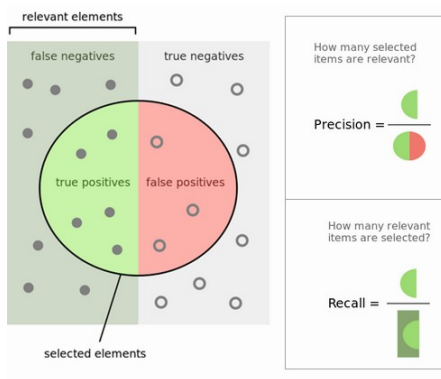 relevant elements
false negatives
true negatives
true positives
false positives
selected elements
How many selected
items are relevant?
Precision =
How many relevant
items are selected?
Recall =